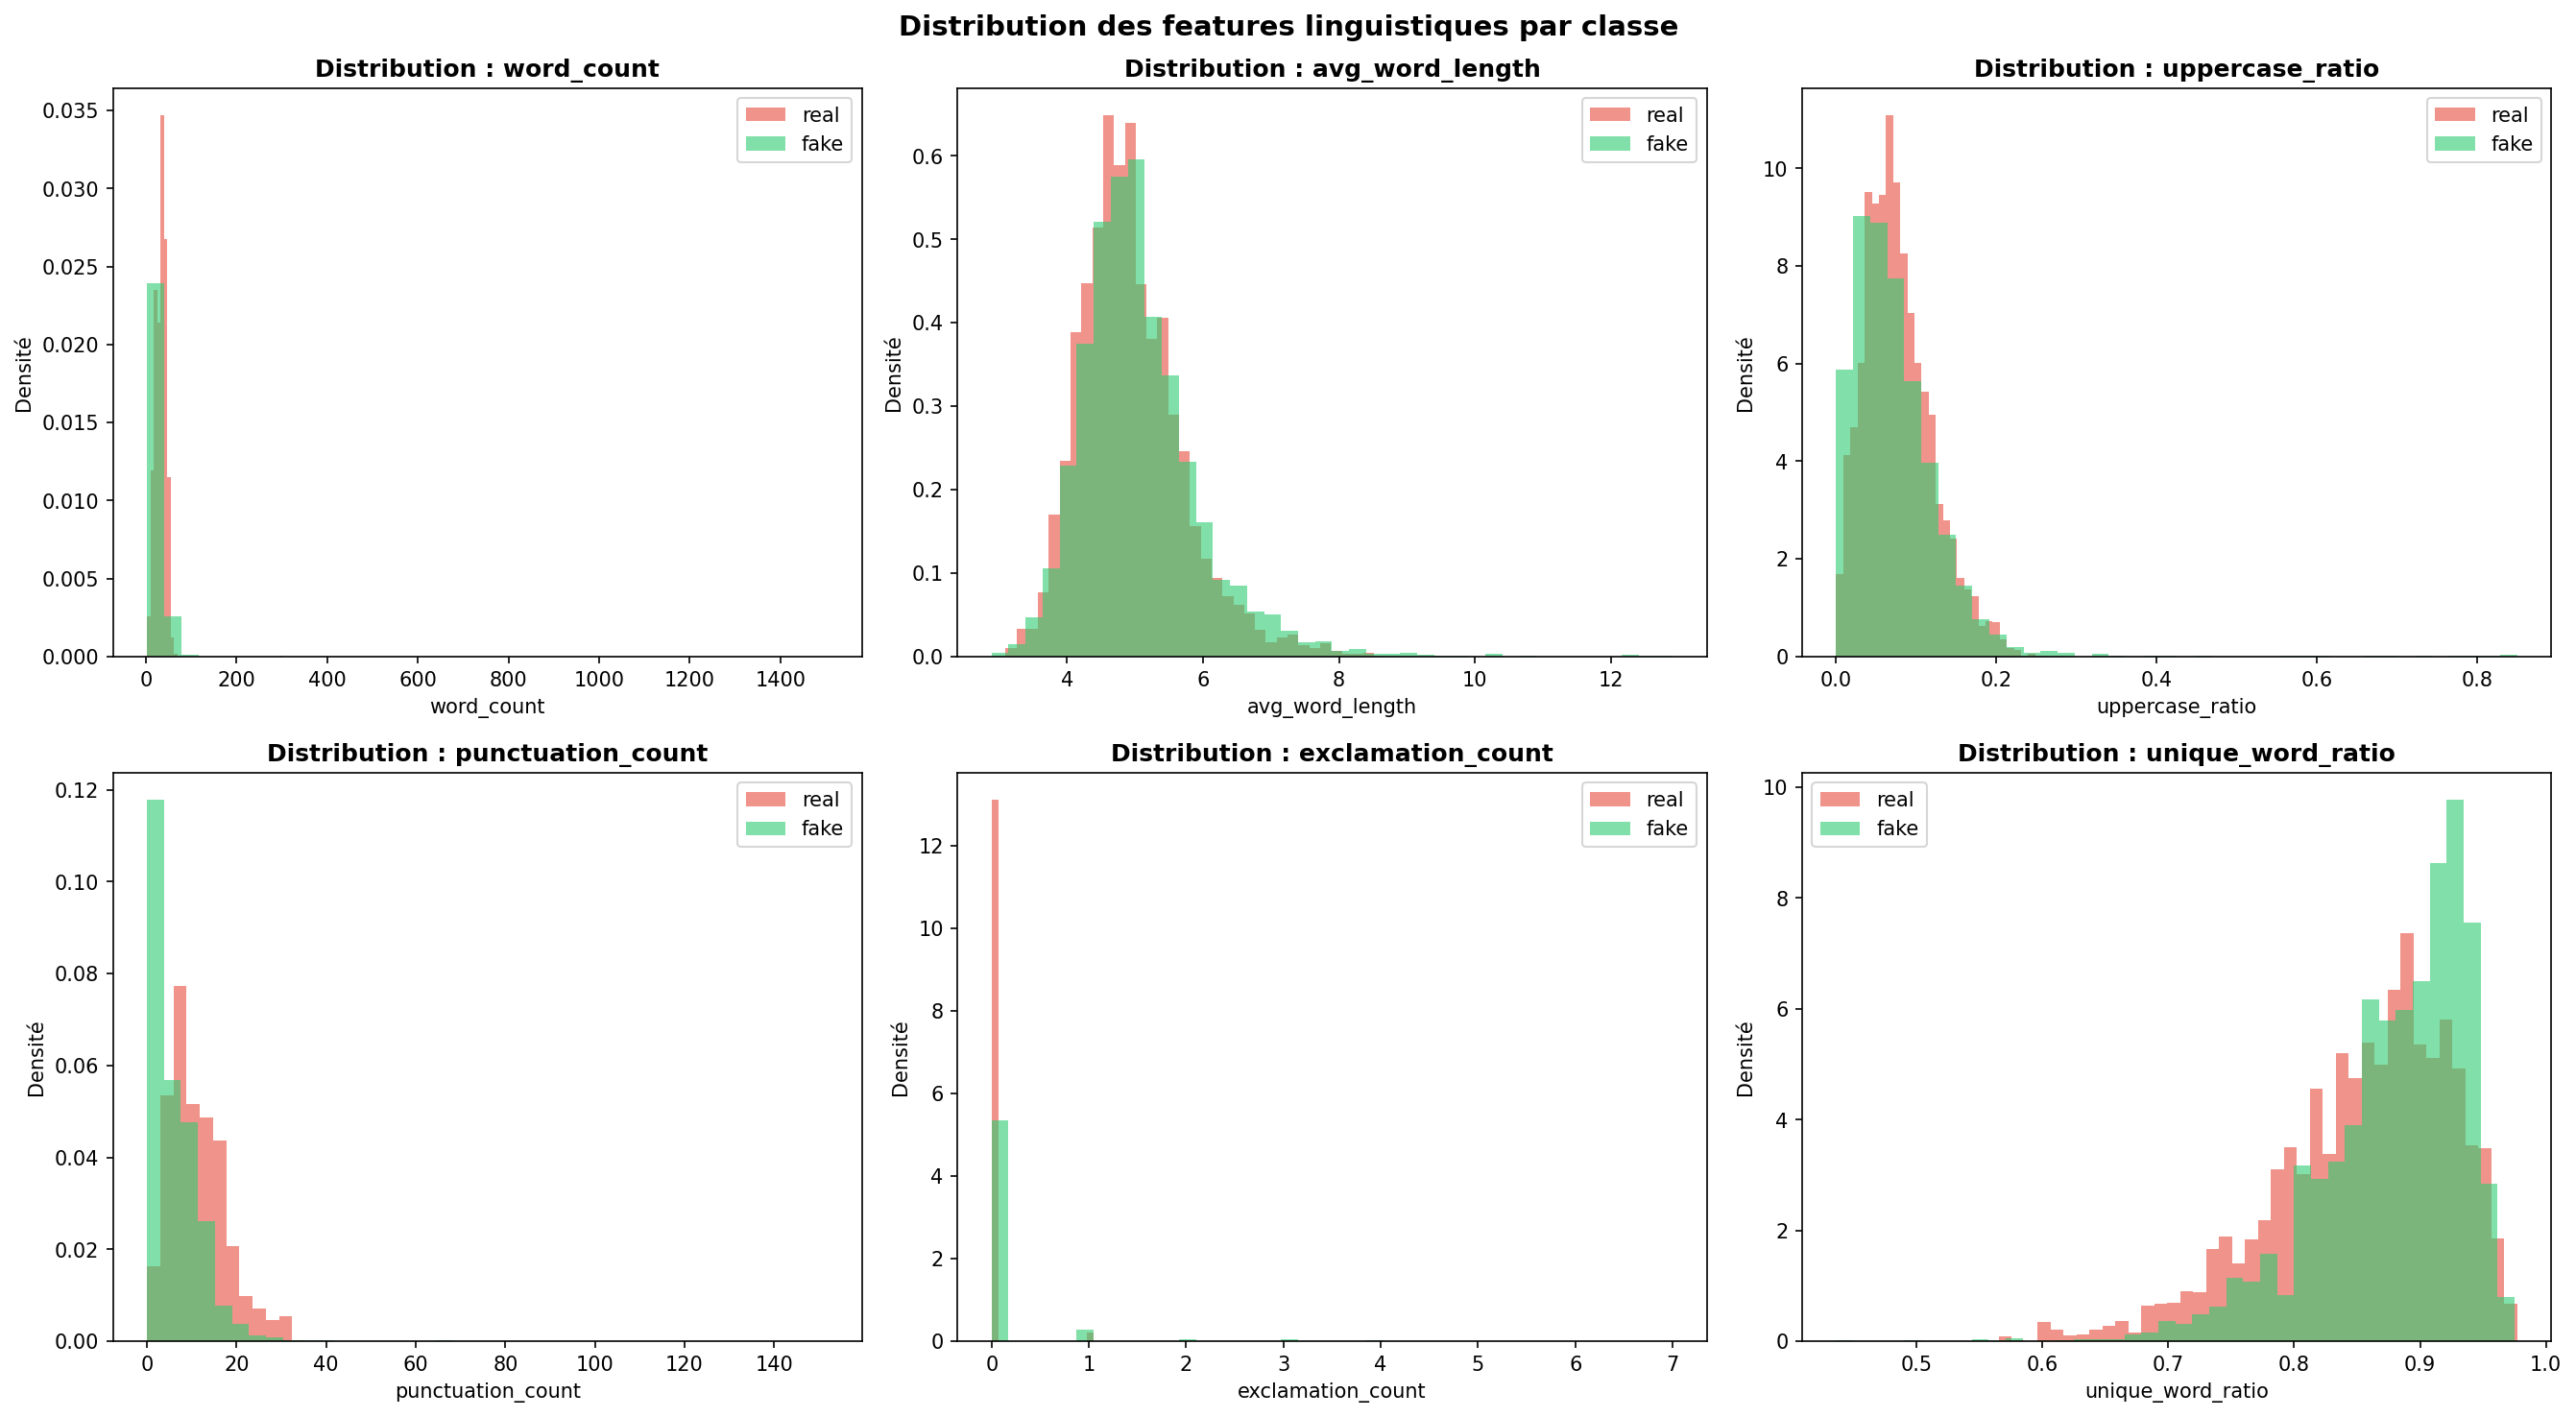 Distribution des features linguistiques par classe
Distribution : word_count
0.035
0.030
0.025
0.020
0.015
0.010
0.005
0.000
Densité
0 200 400 600 800 1000 1200 1400
word_count
real
fake
Distribution : avg_word_length
0.6
0.5
0.4
0.3
0.2
0.1
0.0
Densité
4 6 8 10 12
avg_word_length
real
fake
Distribution : uppercase_ratio
10
8
6
4
2
0
Densité
0.0 0.2 0.4 0.6 0.8
uppercase_ratio
real
fake
Distribution : punctuation_count
0.12
0.10
0.08
0.06
0.04
0.02
0.00
Densité
0 20 40 60 80 100 120 140
punctuation_count
real
fake
Distribution : exclamation_count
12
10
8
6
4
2
0
Densité
0 1 2 3 4 5 6 7
exclamation_count
real
fake
Distribution : unique_word_ratio
10
8
6
4
2
0
Densité
0.5 0.6 0.7 0.8 0.9 1.0
unique_word_ratio
real
fake